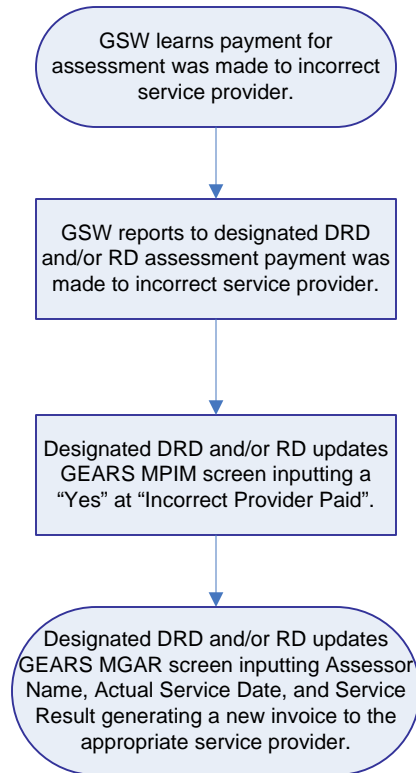 GSW learns payment for
assessment was made to incorrect
service provider.
GSW reports to designated DRD
and/or RD assessment payment was
made to incorrect service provider.
Designated DRD and/or RD updates
GEARS MPIM screen inputting a
“Yes” at “Incorrect Provider Paid”.
Designated DRD and/or RD updates
GEARS MGAR screen inputting Assessor
Name, Actual Service Date, and Service
Result generating a new invoice to the
appropriate service provider.